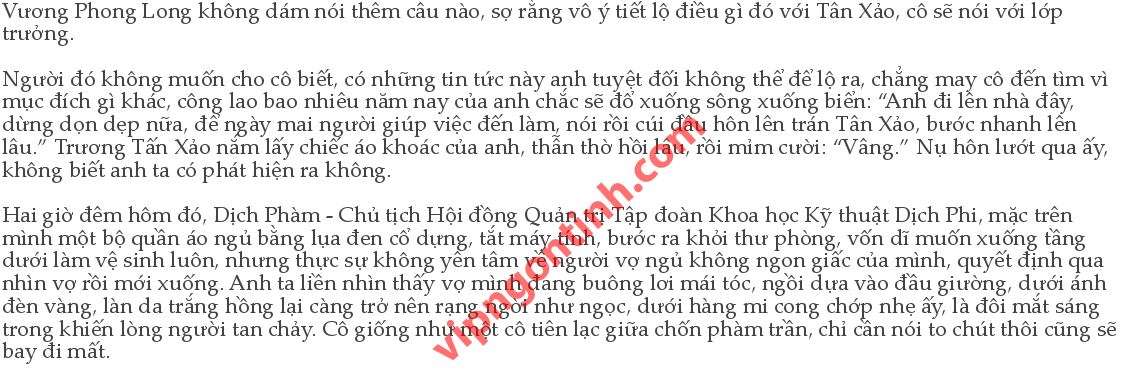 Vương Phong Long không dám nói thêm câu nào, sợ rằng vô ý tiết lộ điều gì đó với Tân Xảo, cô sẽ nói với lớp
trưởng.
Người đó không muốn cho cô biết, có những tin tức này anh tuyệt đối không thể để lộ ra, chẳng may cô đến tìm vì
mục đích gì khác, công lao bao nhiêu năm nay của anh chắc sẽ đổ xuống sông xuống biển: “Anh đi lên nhà đây,
dừng dọn dẹp nữa, để ngày mai người giúp việc đến làm, nói rồi cúi đầu hôn lên trán Tân Xảo, bước nhanh lên
lâu.” Trương Tấn Xảo nắm lấy chiếc áo khoác của anh, thẫn thờ hồi lâu, rồi mỉm cười: “Vâng.” Nụ hôn lướt qua ấy,
không biết anh ta có phát hiện ra không.
Hai giờ đêm hôm đó, Dịch Phàm - Chủ tịch Hội đồng Quản trị Tập đoàn Khoa học Kỹ thuật Dịch Phi, mặc trên
mình một bộ quần áo ngủ bằng lụa đen cổ dựng, tắt máy tính, bước ra khỏi thư phòng, vốn dĩ muốn xuống tầng
dưới làm vệ sinh luôn, nhưng thực sự không yên tâm về người vợ ngủ không ngon giấc của mình, quyết định qua
nhìn vợ rồi mới xuống. Anh ta liền nhìn thấy vợ mình đang buông lơi mái tóc, ngồi dựa vào đầu giường, dưới ánh
đèn vàng, làn da trắng hồng lại càng trở nên rạng ngời như ngọc, dưới hàng mi cong chớp nhẹ ấy, là đôi mắt sáng
trong khiến lòng người tan chảy. Cô giống như một cô tiên lạc giữa chốn phàm trần, chỉ cần nói to chút thôi cũng sẽ
bay đi mất.
vipngontinh.com